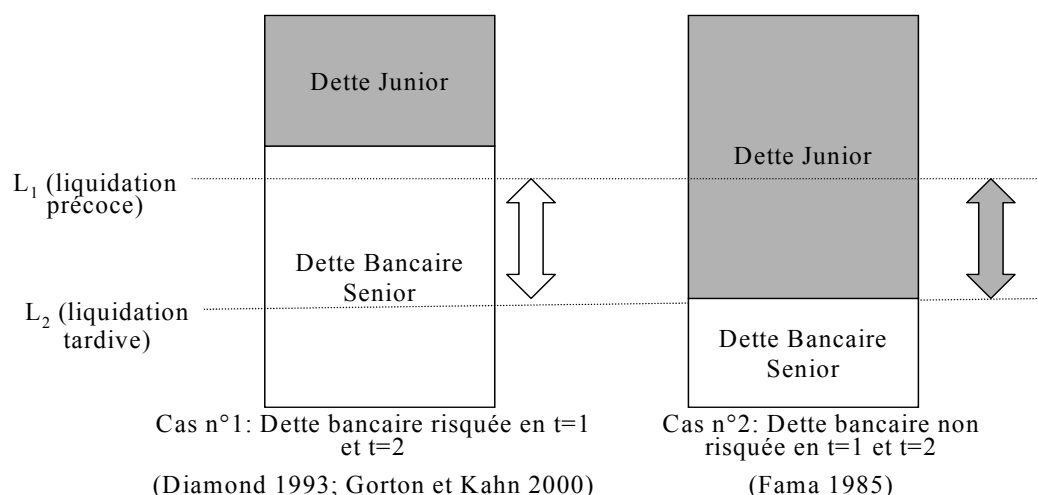 Dette Junior
Dette Junior
L1 (liquidation
précoce)
Dette Bancaire
Senior
L2 (liquidation
tardive)
Dette Bancaire
Senior
Cas n°1: Dette bancaire risquée en t=1
et t=2
(Diamond 1993; Gorton et Kahn 2000)
Cas n°2: Dette bancaire non
risquée en t=1 et t=2
(Fama 1985)